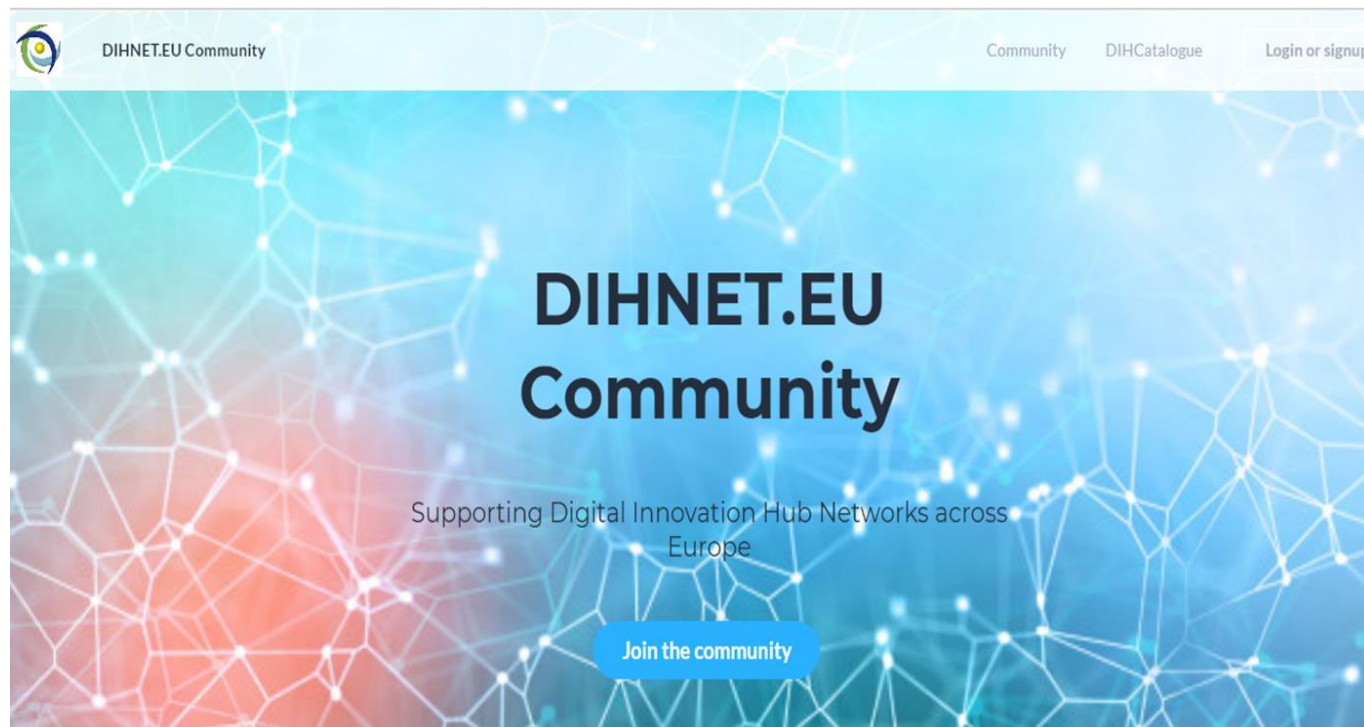 DIHNET.EU Community
Community
DIHCatalogue
Login or signup
DIHNET.EU
Community
Supporting Digital Innovation Hub Networks across
Europe
Join the community